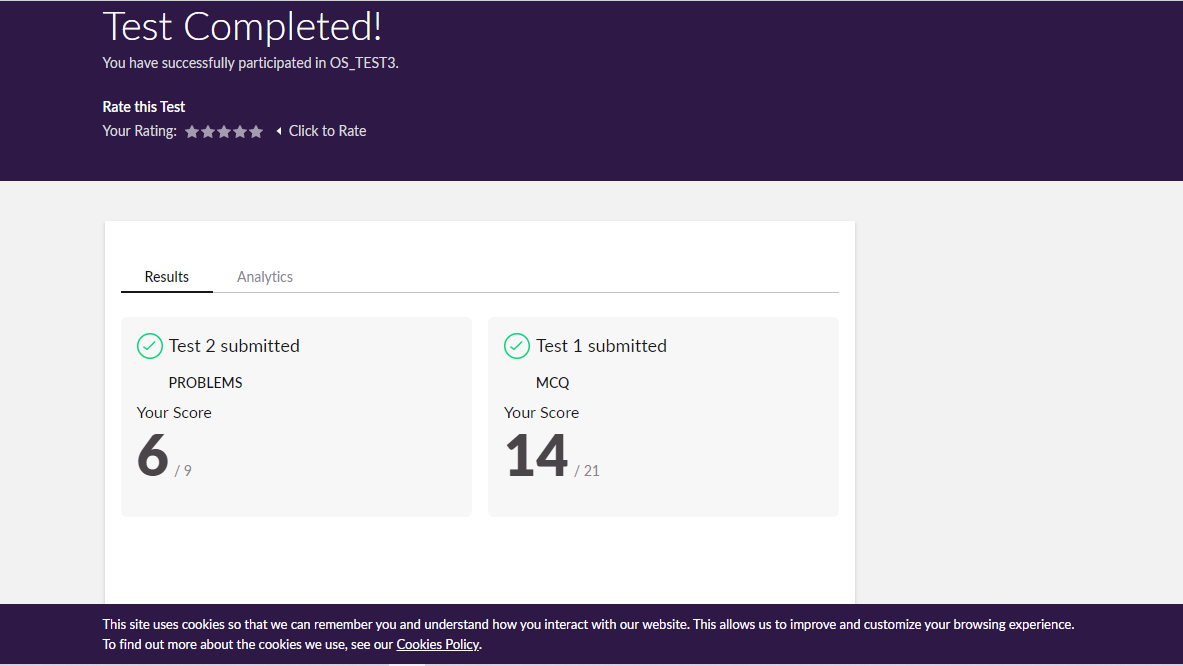 Test Completed!
You have successfully participated in OS_TEST3.
Rate this Test
Your Rating: Click to Rate
Results Analytics
Test 2 submitted
PROBLEMS
Your Score
6 / 9
Test 1 submitted
MCQ
Your Score
14 / 21
This site uses cookies so that we can remember you and understand how you interact with our website. This allows us to improve and customize your browsing experience.
To find out more about the cookies we use, see our Cookies Policy.